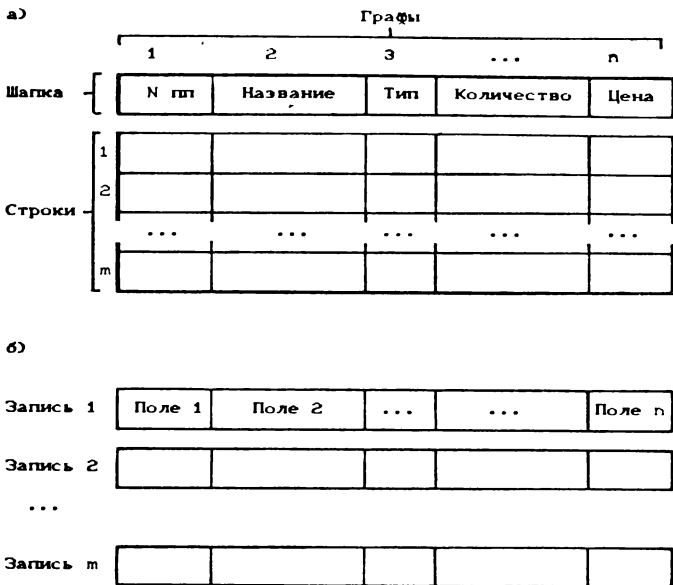 а)
Графы
1 2 3 ... n
Шапка N пп Название Тип Количество Цена
1
2
Строки
... ... ... ... ...
m
б)
Запись 1 Поле 1 Поле 2 ... ... Поле n
Запись 2
...
Запись m